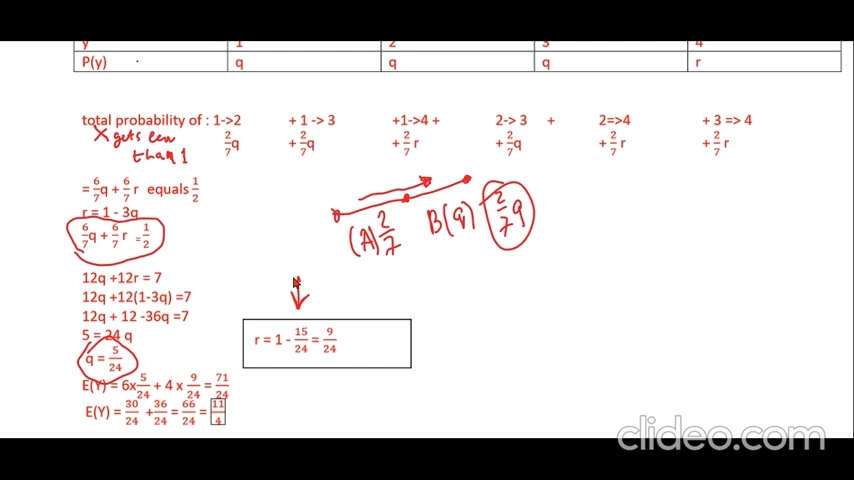 y 1 2 3 4
P(y) q q q r
total probability of : 1->2 + 1 -> 3 +1->4 + 2-> 3 + 2=>4 + 3 => 4
X gets
than 1
2/7q + 2/7q + 2/7 r + 2/7q + 2/7 r + 2/7 r
= 6/7q + 6/7 r equals 1/2
r = 1 - 3q
6/7q + 6/7 r = 1/2
(A) 2/7 B(q) 2/7 q
12q +12r = 7
12q +12(1-3q) =7
12q + 12 -36q =7
5 = 24 q
q = 5/24
r = 1 - 15/24 = 9/24
E(Y) = 6x5/24 + 4 x 9/24 = 71/24
E(Y) = 30/24 +36/24 = 66/24 = 11/4
clideo.com